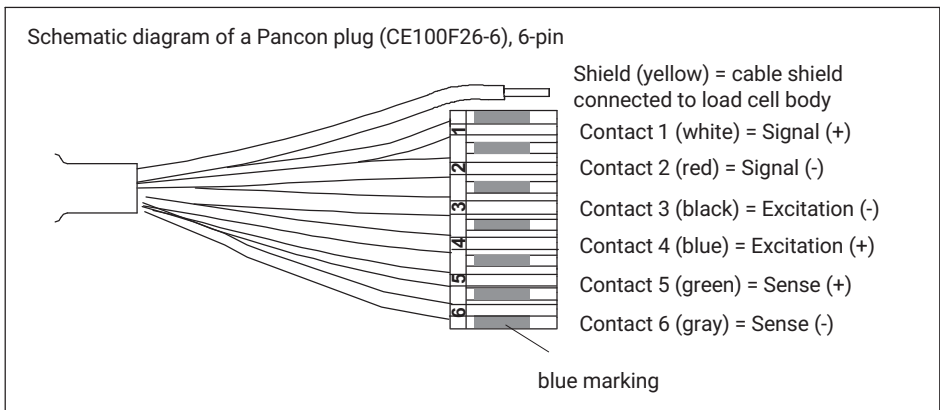 Schematic diagram of a Pancon plug (CE100F26-6), 6-pin
Shield (yellow) = cable shield
connected to load cell body
1
Contact 1 (white) = Signal (+)
2
Contact 2 (red) = Signal (-)
3
Contact 3 (black) = Excitation (-)
4
Contact 4 (blue) = Excitation (+)
5
Contact 5 (green) = Sense (+)
6
Contact 6 (gray) = Sense (-)
blue marking